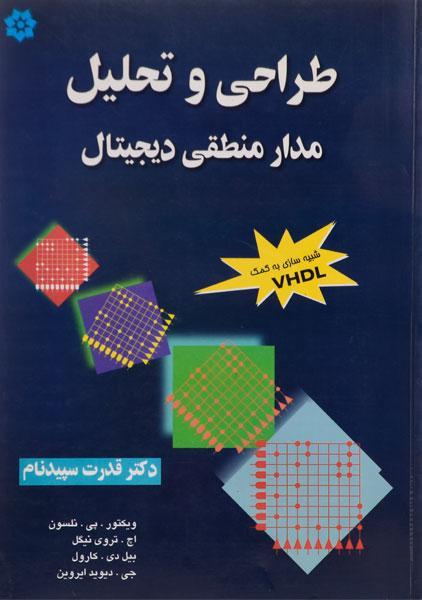 طراحی و تحلیل
مدار منطقی دیجیتال
شبیه سازی به کمک
VHDL
دکتر قدرت سپیدنام
ویکتور . پی . نلسون
اچ . تروی نیگل
بیل دی . کارول
جی . دیوید ایروین